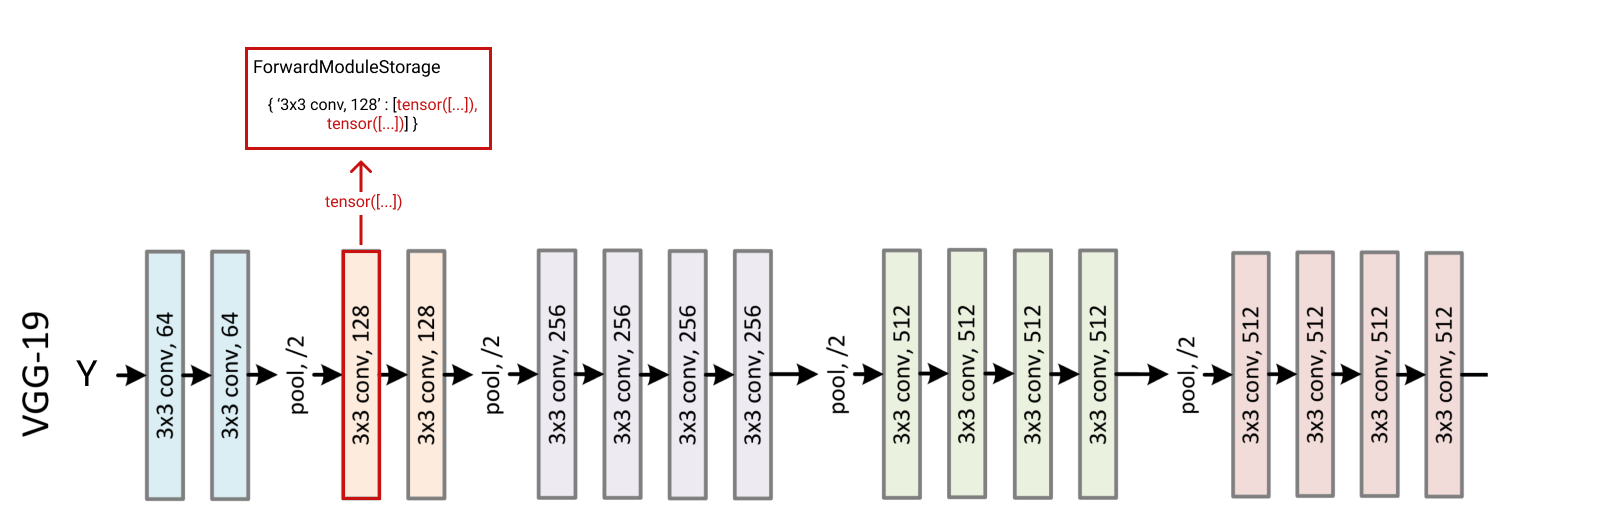 ForwardModuleStorage
{ ‘3x3 conv, 128’ : [tensor([...]),
tensor([...])] }
tensor([...])
VGG-19
Y
3x3 conv, 64
3x3 conv, 64
pool, /2
3x3 conv, 128
3x3 conv, 128
pool, /2
3x3 conv, 256
3x3 conv, 256
3x3 conv, 256
3x3 conv, 256
pool, /2
3x3 conv, 512
3x3 conv, 512
3x3 conv, 512
3x3 conv, 512
pool, /2
3x3 conv, 512
3x3 conv, 512
3x3 conv, 512
3x3 conv, 512